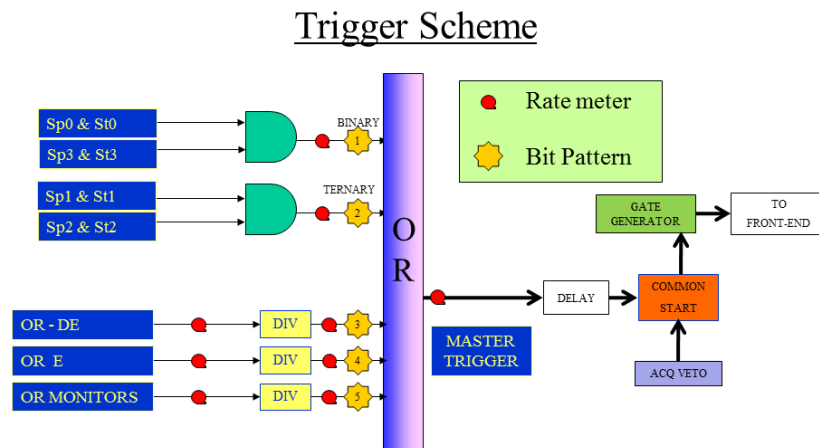 Trigger Scheme
Sp0 & St0
Sp3 & St3
BINARY
1
Sp1 & St1
Sp2 & St2
TERNARY
2
OR - DE
DIV
3
OR E
DIV
4
OR MONITORS
DIV
5
O
R
Rate meter
Bit Pattern
MASTER
TRIGGER
DELAY
COMMON
START
ACQ VETO
GATE
GENERATOR
TO
FRONT-END